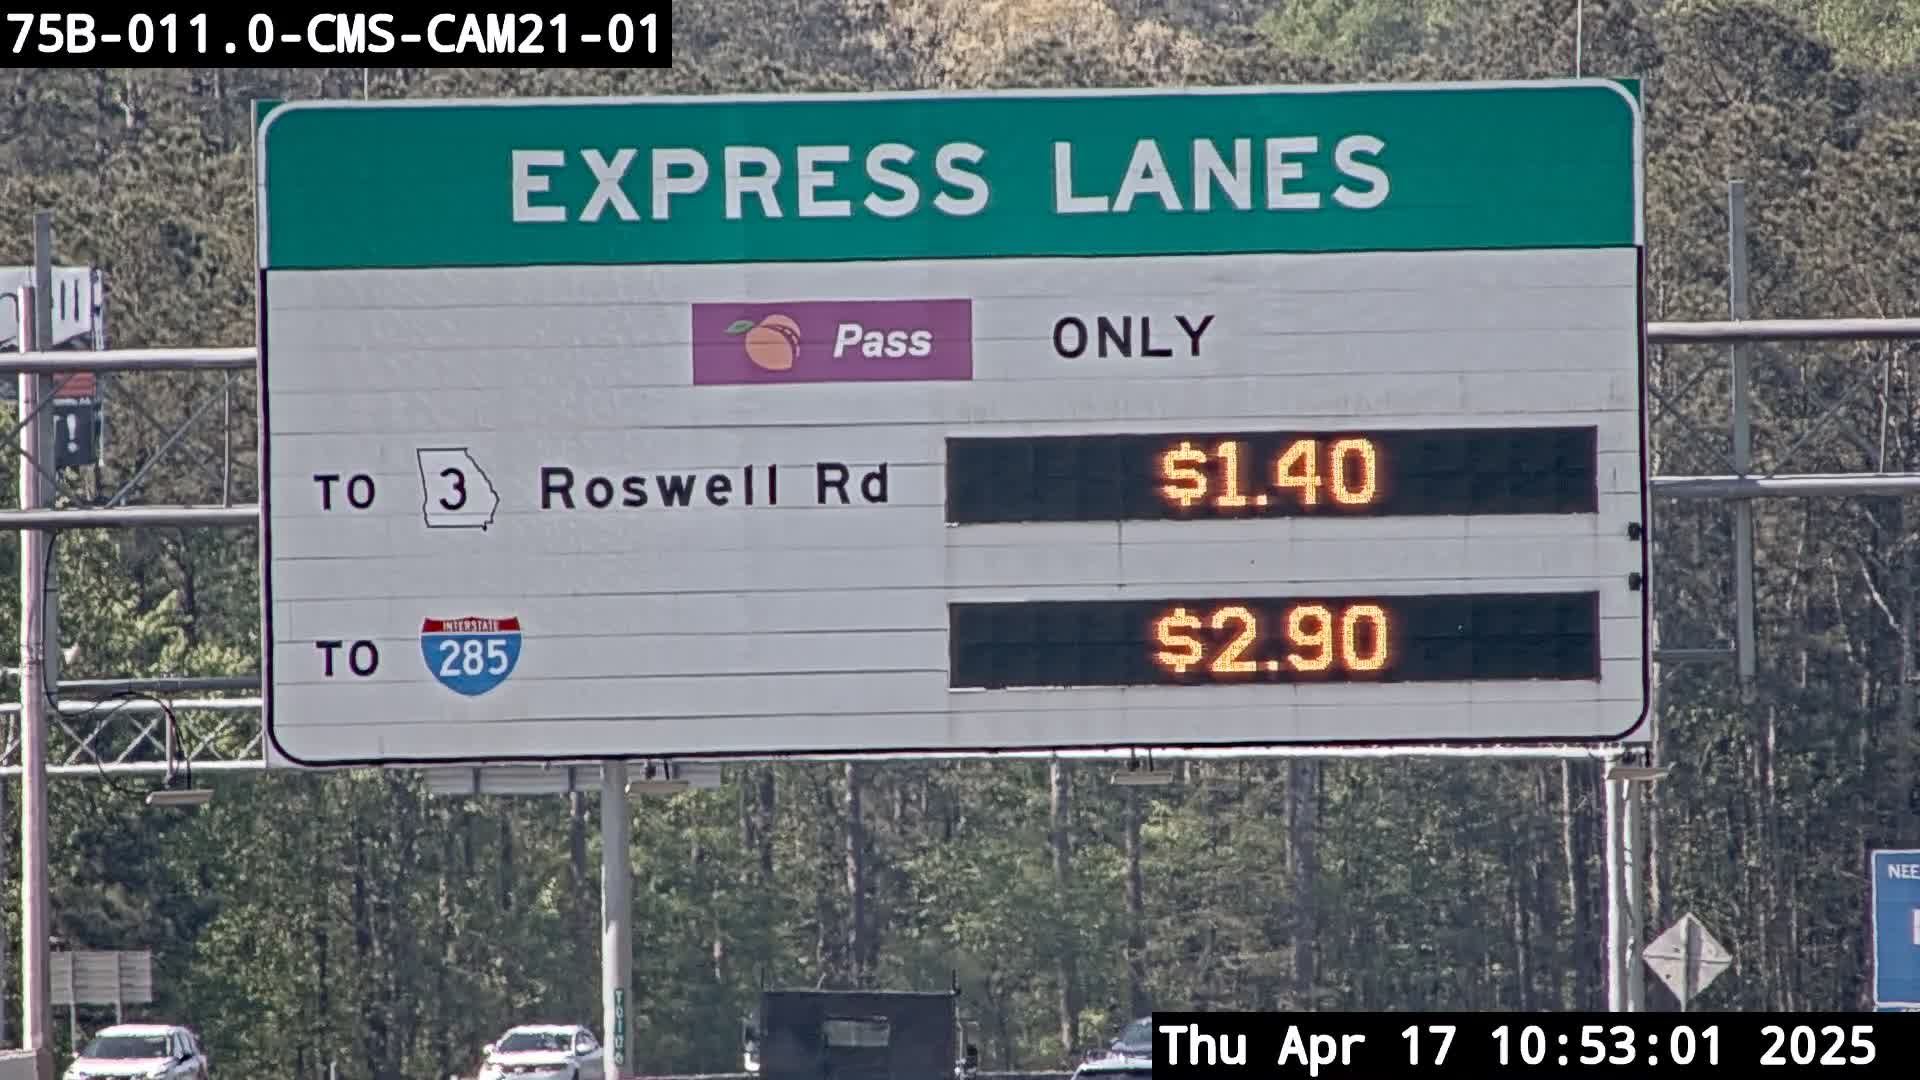 75B-011.0-CMS-CAM21-01
EXPRESS LANES
Pass ONLY
TO 3 Roswell Rd $1.40
INTERSTATE
TO 285 $2.90
NEE
Thu Apr 17 10:53:01 2025